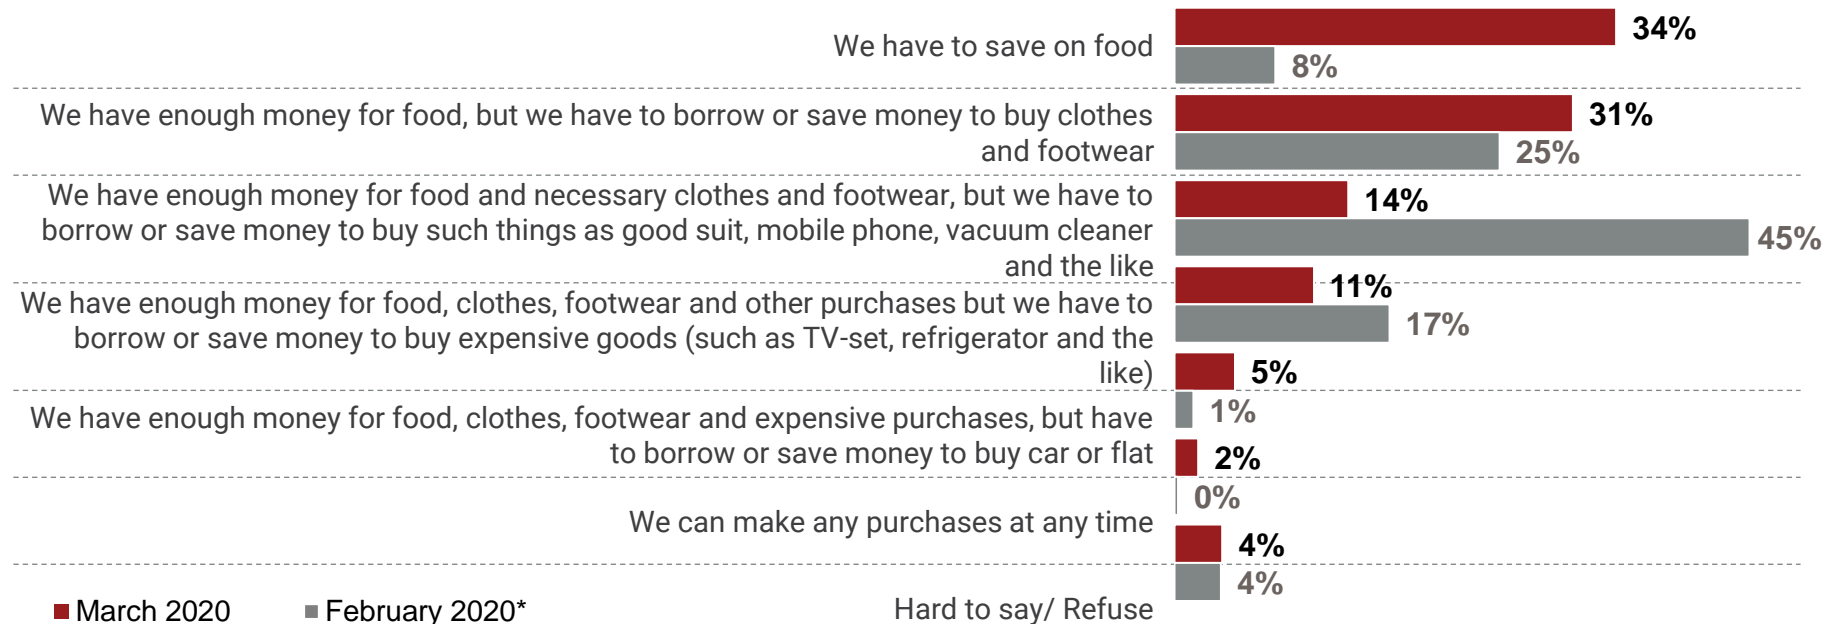 We have to save on food
34%
8%
We have enough money for food, but we have to borrow or save money to buy clothes
and footwear
31%
25%
We have enough money for food and necessary clothes and footwear, but we have to
borrow or save money to buy such things as good suit, mobile phone, vacuum cleaner
and the like
14%
45%
We have enough money for food, clothes, footwear and other purchases but we have to
borrow or save money to buy expensive goods (such as TV-set, refrigerator and the
like)
11%
17%
We have enough money for food, clothes, footwear and expensive purchases, but have
to borrow or save money to buy car or flat
5%
1%
We can make any purchases at any time
2%
0%
Hard to say/ Refuse
4%
4%
March 2020
February 2020*